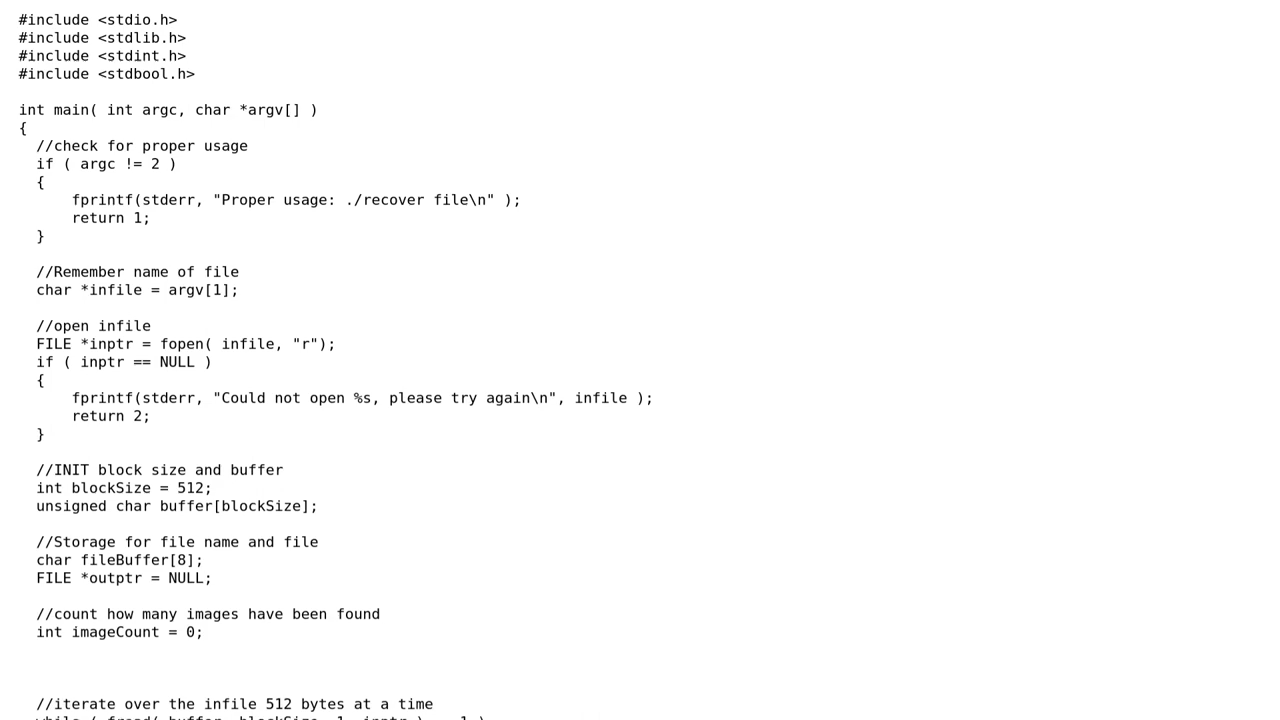 #include <stdio.h>
#include <stdlib.h>
#include <stdint.h>
#include <stdbool.h>
int main( int argc, char *argv[] )
{
//check for proper usage
if ( argc != 2 )
{
fprintf(stderr, "Proper usage: ./recover file\n" );
return 1;
}
//Remember name of file
char *infile = argv[1];
//open infile
FILE *inptr = fopen( infile, "r");
if ( inptr == NULL )
{
fprintf(stderr, "Could not open %s, please try again\n", infile );
return 2;
}
//INIT block size and buffer
int blockSize = 512;
unsigned char buffer[blockSize];
//Storage for file name and file
char fileBuffer[8];
FILE *outptr = NULL;
//count how many images have been found
int imageCount = 0;
//iterate over the infile 512 bytes at a time